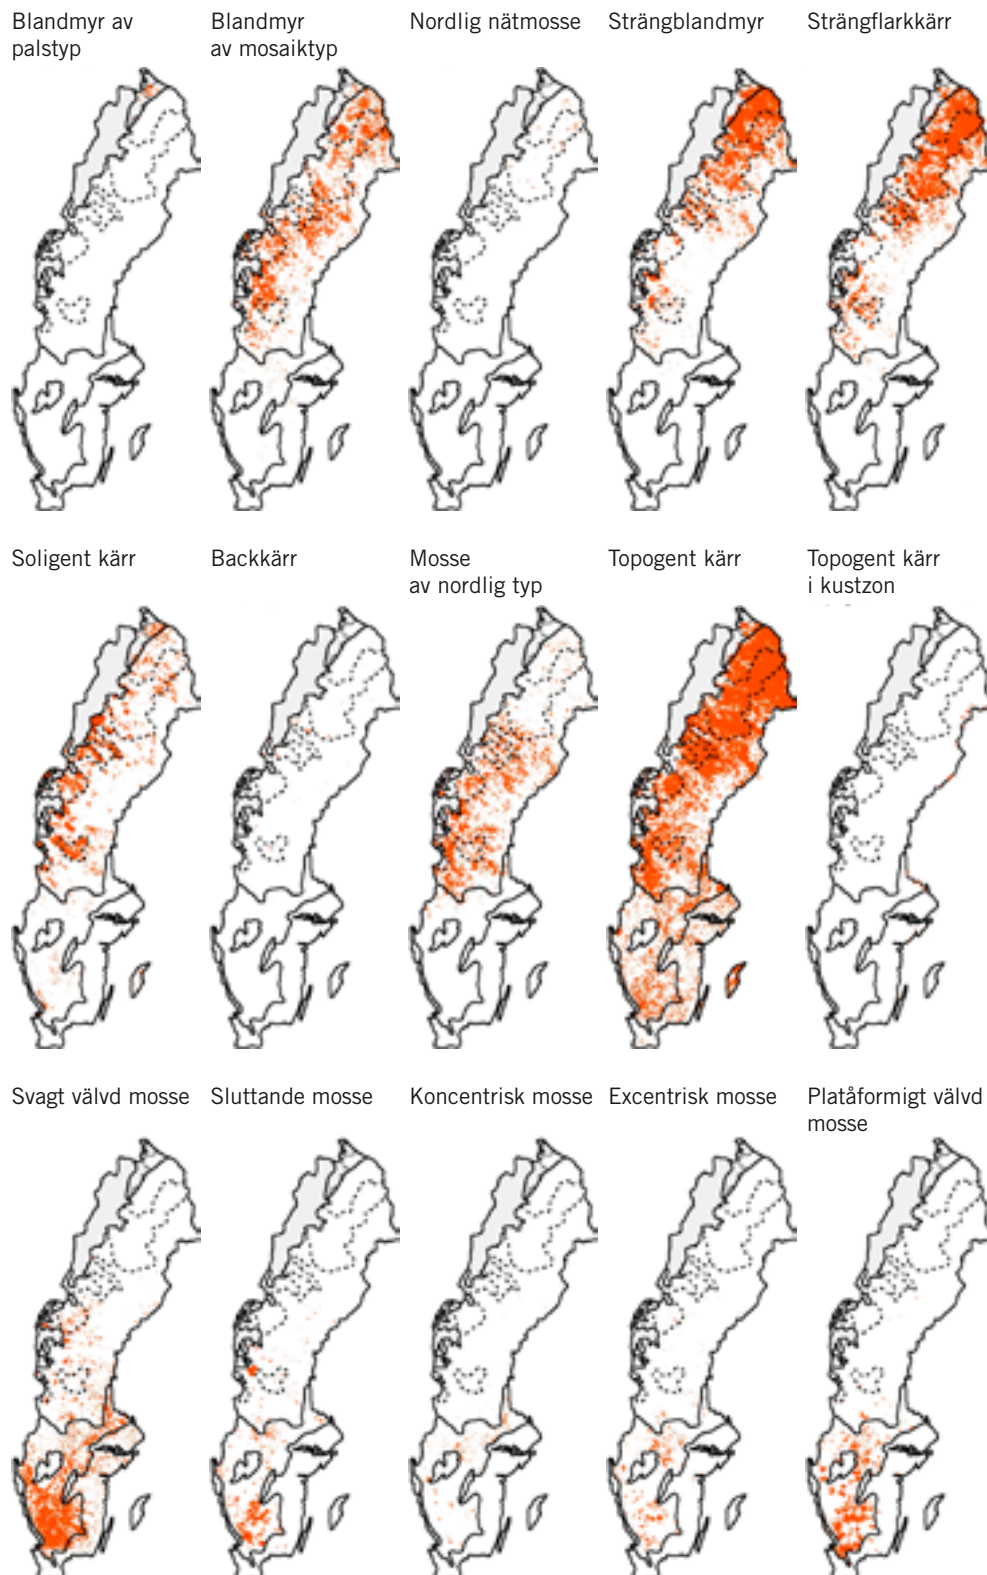 Blandmyr av
palstyp
Blandmyr
av mosaiktyp
Nordlig nätmosse
Strängblandmyr
Strängflarkkärr
Soligent kärr
Backkärr
Mosse
av nordlig typ
Topogent kärr
Topogent kärr
i kustzon
Svagt välvd mosse
Sluttande mosse
Koncentrisk mosse
Excentrisk mosse
Platåformigt välvd
mosse